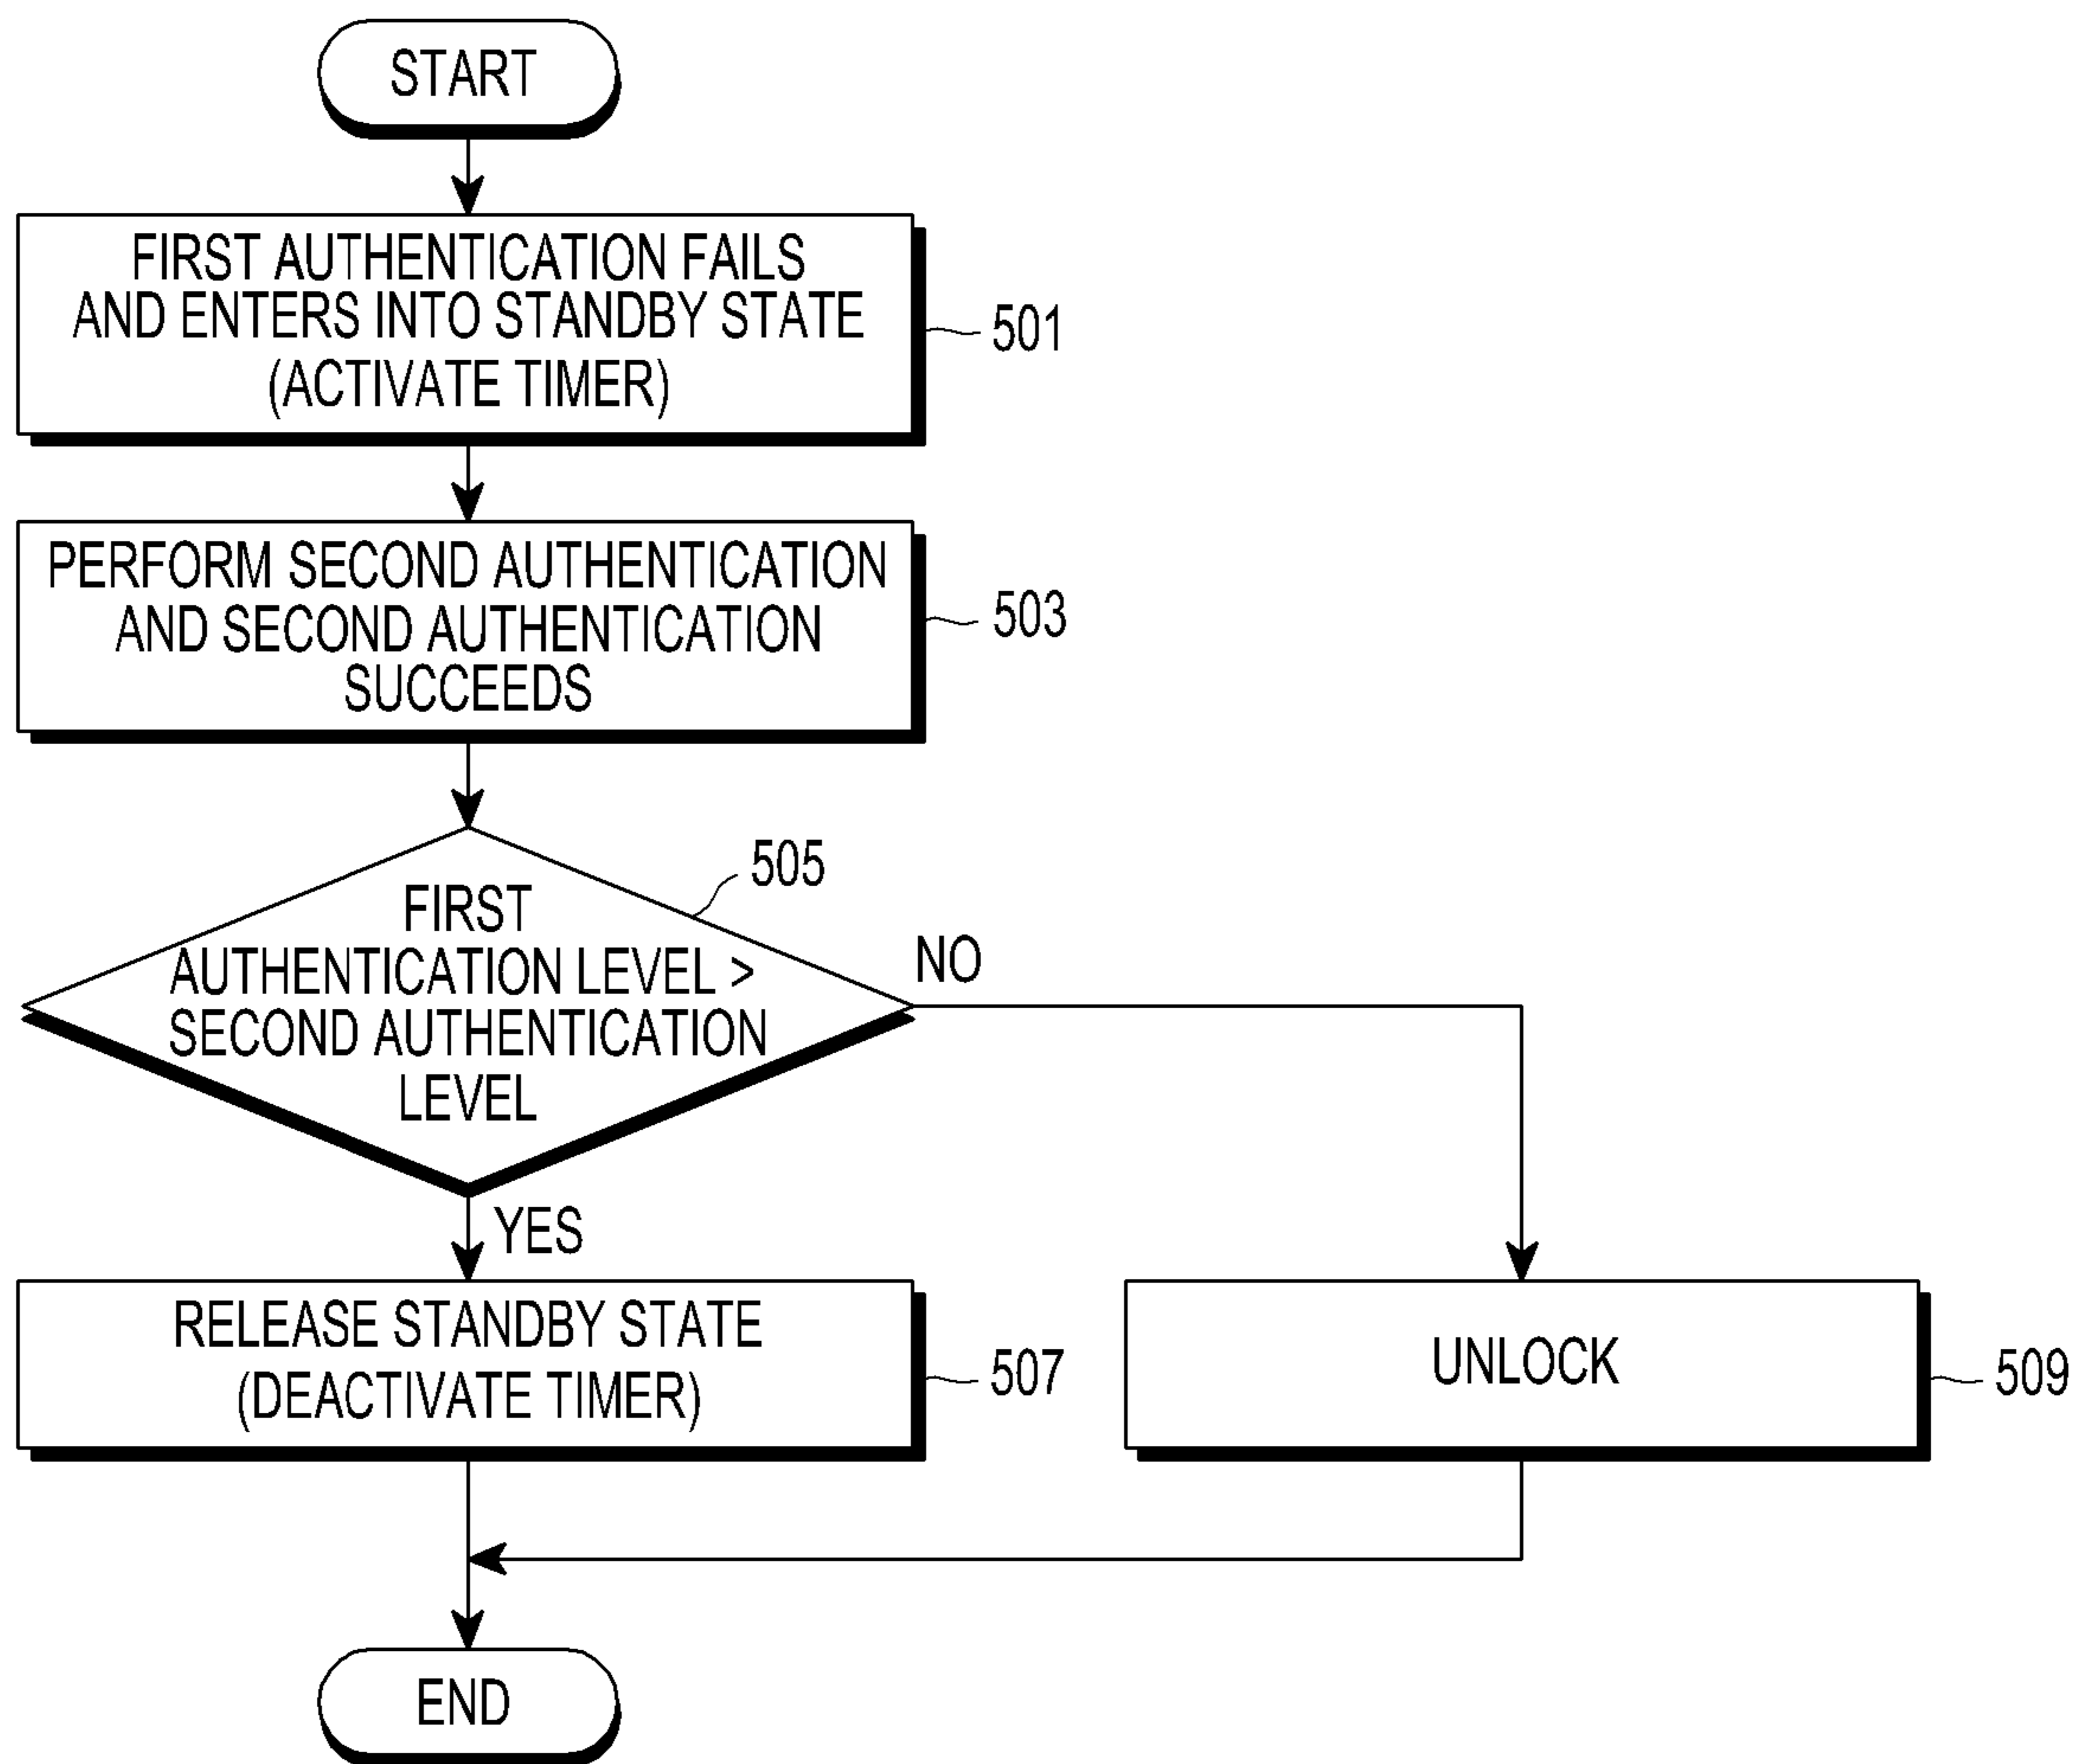 START
FIRST AUTHENTICATION FAILS
AND ENTERS INTO STANDBY STATE
(ACTIVATE TIMER)
501
PERFORM SECOND AUTHENTICATION
AND SECOND AUTHENTICATION
SUCCEEDS
503
505
FIRST
AUTHENTICATION LEVEL >
SECOND AUTHENTICATION
LEVEL
NO
YES
RELEASE STANDBY STATE
(DEACTIVATE TIMER)
507
UNLOCK
509
END